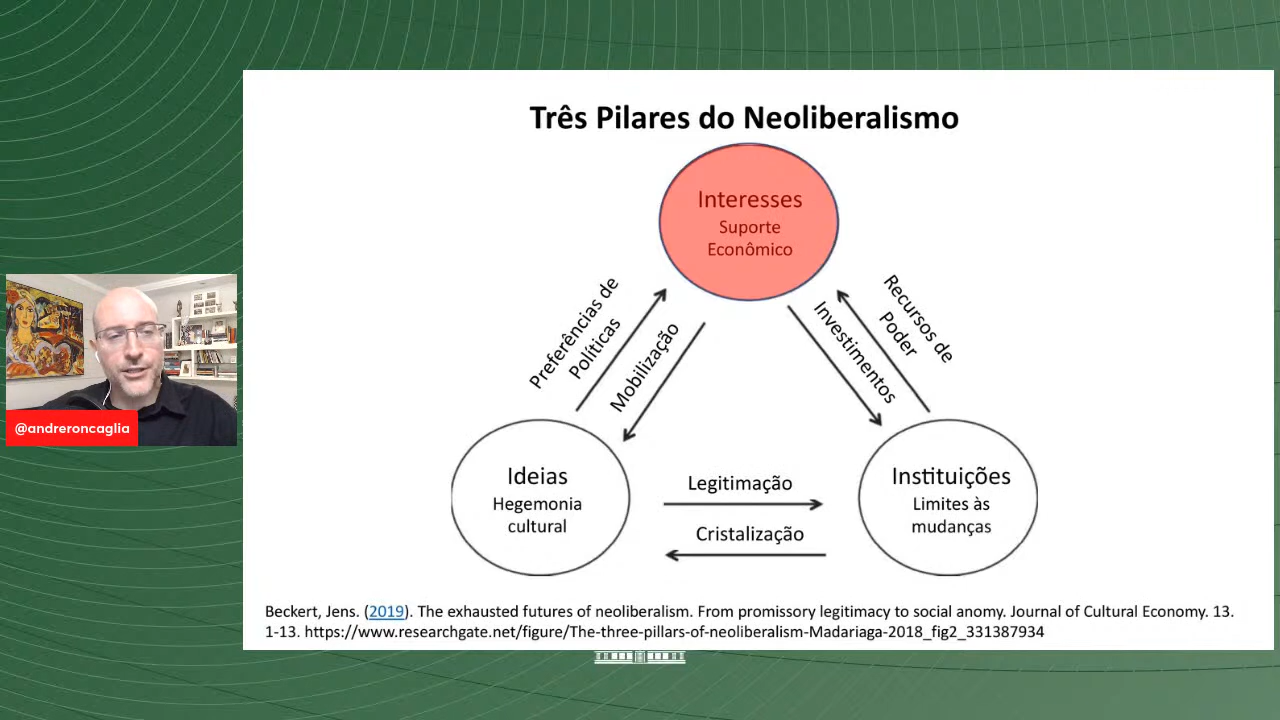 Três Pilares do Neoliberalismo
Interesses
Suporte
Econômico
Preferências de
Políticas
Mobilização
Investimentos
Recursos de
Poder
@andreroncaglia
Ideias
Hegemonia
cultural
Legitimação
Cristalização
Instituições
Limites às
mudanças
Beckert, Jens. (2019). The exhausted futures of neoliberalism. From promissory legitimacy to social anomy. Journal of Cultural Economy. 13.
1-13. https://www.researchgate.net/figure/The-three-pillars-of-neoliberalism-Madariaga-2018_fig2_331387934